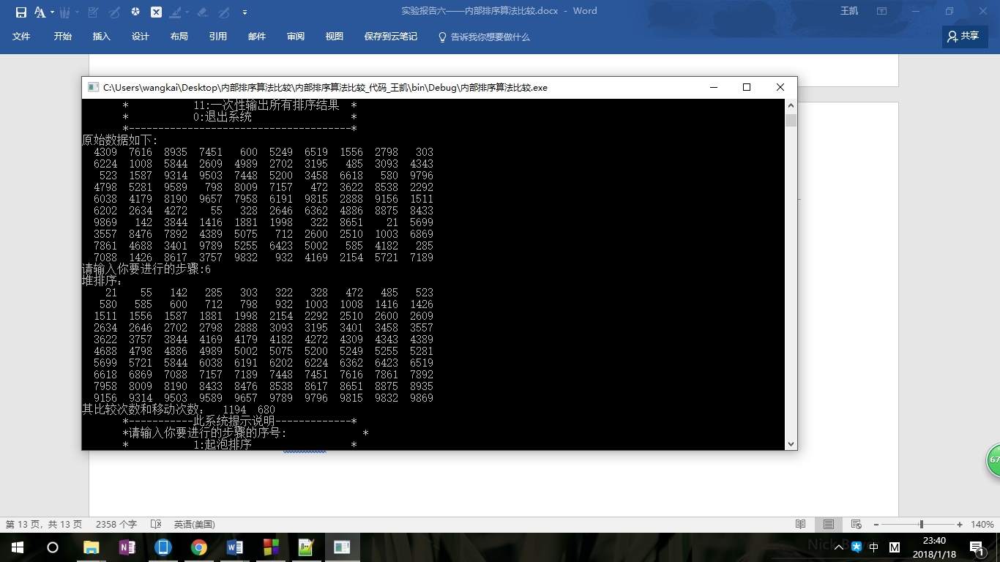 实验报告六——内部排序算法比较.docx - Word
王凯
文件 开始 插入 设计 布局 引用 邮件 审阅 视图 保存到云笔记 告诉我你想要做什么 共享
C:\Users\wangkai\Desktop\内部排序算法比较\内部排序算法比较_代码_王凯\bin\Debug\内部排序算法比较.exe
* 11:一次性输出所有排序结果 *
* 0:退出系统 *
*--------------------------------------*
原始数据如下:
4309 7616 8935 7451 600 5249 6519 1556 2798 303
6224 1008 5844 2609 4989 2702 3195 485 3093 4343
523 1587 9314 9503 7448 5200 3458 6618 580 9796
4798 5281 9589 798 8009 7157 472 3622 8538 2292
6038 4179 8190 9657 7958 6191 9815 2888 9156 1511
6202 2634 4272 55 328 2646 6362 4886 8875 8433
9869 142 3844 1416 1881 1998 322 8651 21 5699
3557 8476 7892 4389 5075 712 2600 2510 1003 6869
7861 4688 3401 9789 5255 6423 5002 585 4182 285
7088 1426 8617 3757 9832 932 4169 2154 5721 7189
请输入你要进行的步骤:6
堆排序:
21 55 142 285 303 322 328 472 485 523
580 585 600 712 798 932 1003 1008 1416 1426
1511 1556 1587 1881 1998 2154 2292 2510 2600 2609
2634 2646 2702 2798 2888 3093 3195 3401 3458 3557
3622 3757 3844 4169 4179 4182 4272 4309 4343 4389
4688 4798 4886 4989 5002 5075 5200 5249 5255 5281
5699 5721 5844 6038 6191 6202 6224 6362 6423 6519
6618 6869 7088 7157 7189 7448 7451 7616 7861 7892
7958 8009 8190 8433 8476 8538 8617 8651 8875 8935
9156 9314 9503 9589 9657 9789 9796 9815 9832 9869
其比较次数和移动次数: 1194 680
*-----------此系统提示说明-------------*
*请输入你要进行的步骤的序号: *
* 1:起泡排序 *
67
第 13 页，共 13 页 2358 个字 英语(美国) 140%
中 M 23:40
2018/1/18
1